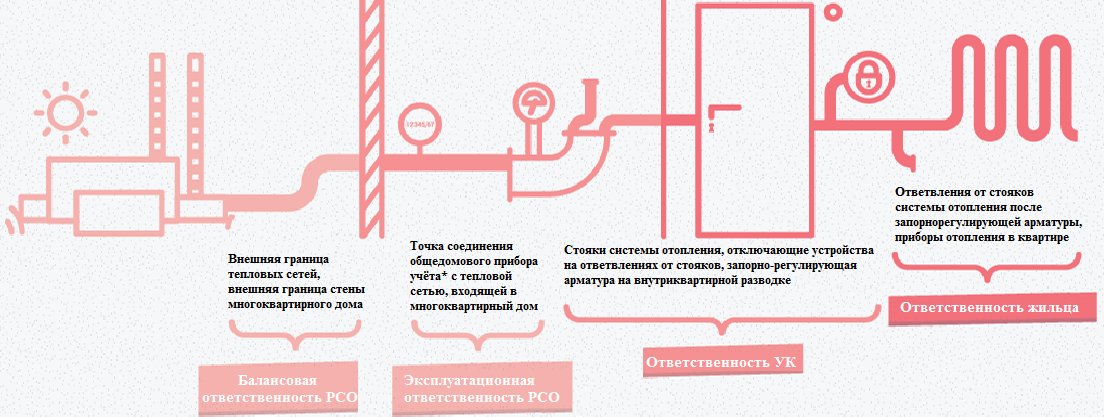 12345,67
Внешняя граница
тепловых сетей,
внешняя граница стены
многоквартирного дома
Балансовая
ответственность РСО
Точка соединения
общедомового прибора
учёта* с тепловой
сетью, входящей в
многоквартирный дом
Эксплуатационная
ответственность РСО
Стояки системы отопления, отключающие устройства
на ответвлениях от стояков, запорно-регулирующая
арматура на внутриквартирной разводке
Ответственность УК
Ответвления от стояков
системы отопления после
запорнорегулирующей арматуры,
приборы отопления в квартире
Ответственность жильца